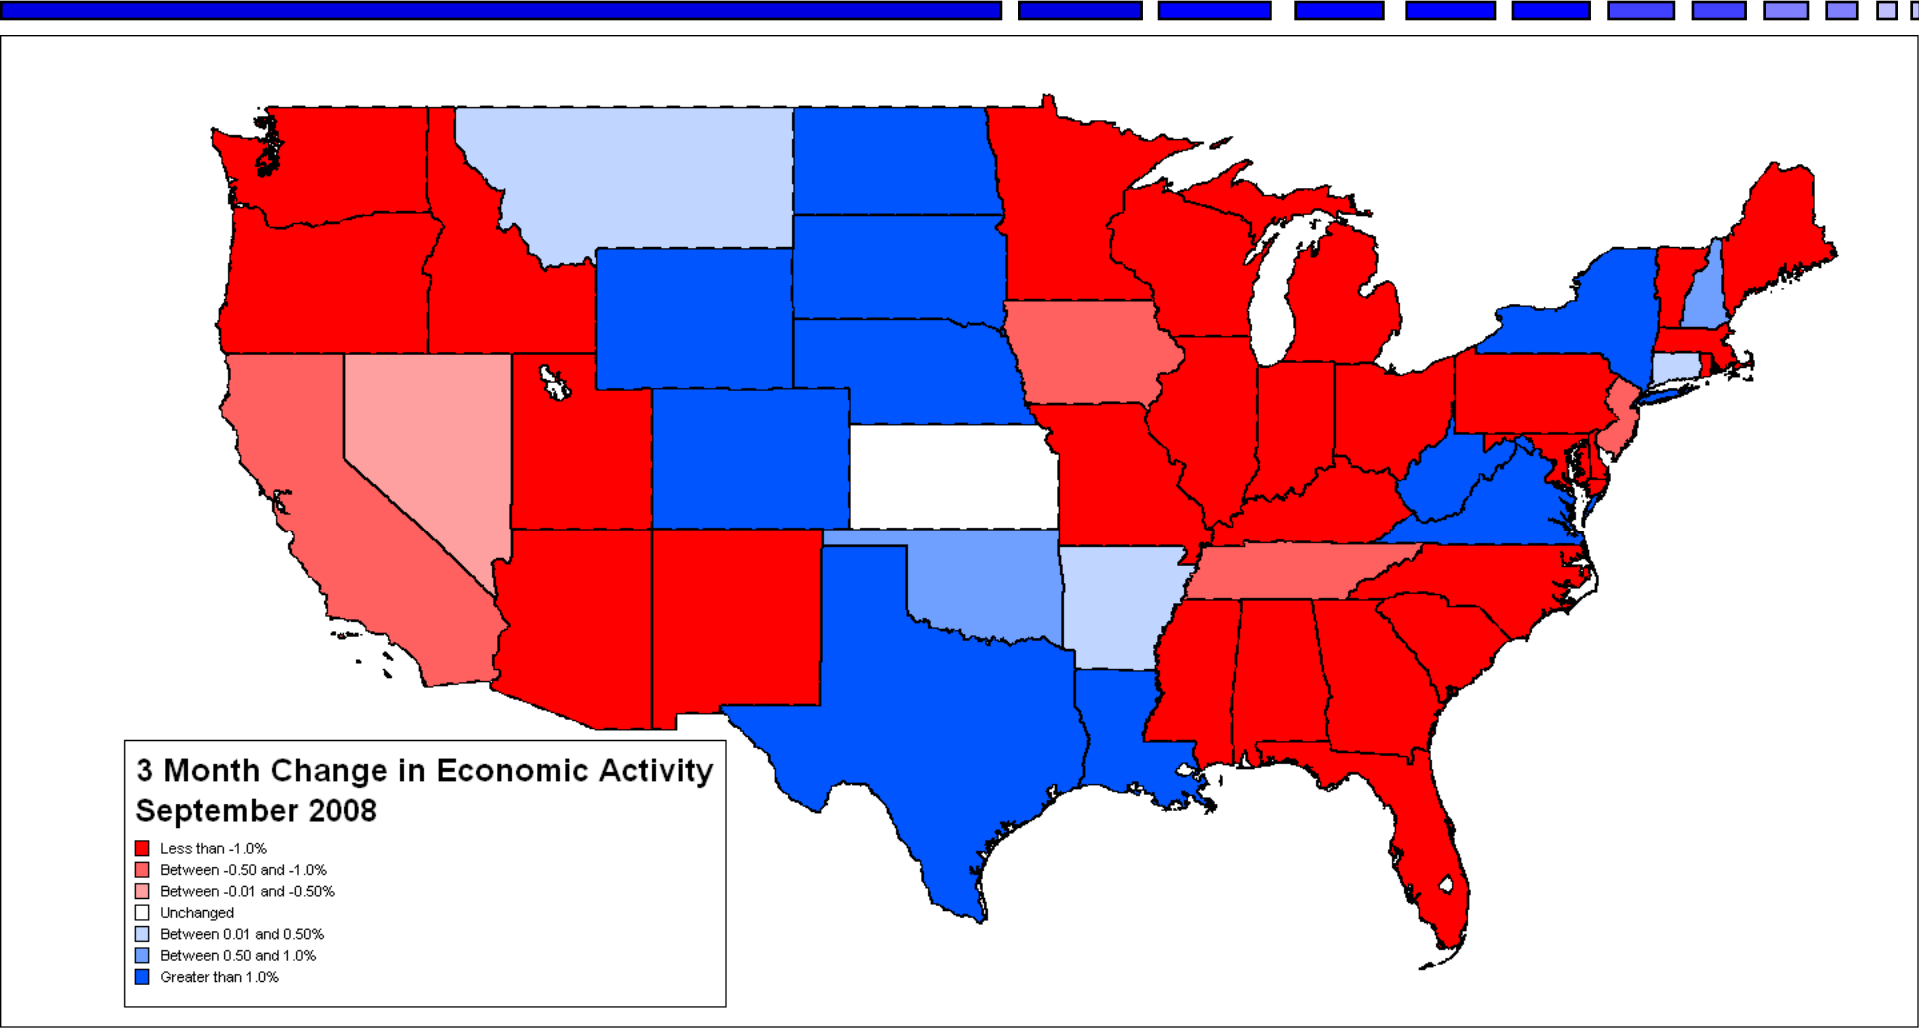 3 Month Change in Economic Activity
September 2008
Less than -1.0%
Between -0.50 and -1.0%
Between -0.01 and -0.50%
Unchanged
Between 0.01 and 0.50%
Between 0.50 and 1.0%
Greater than 1.0%